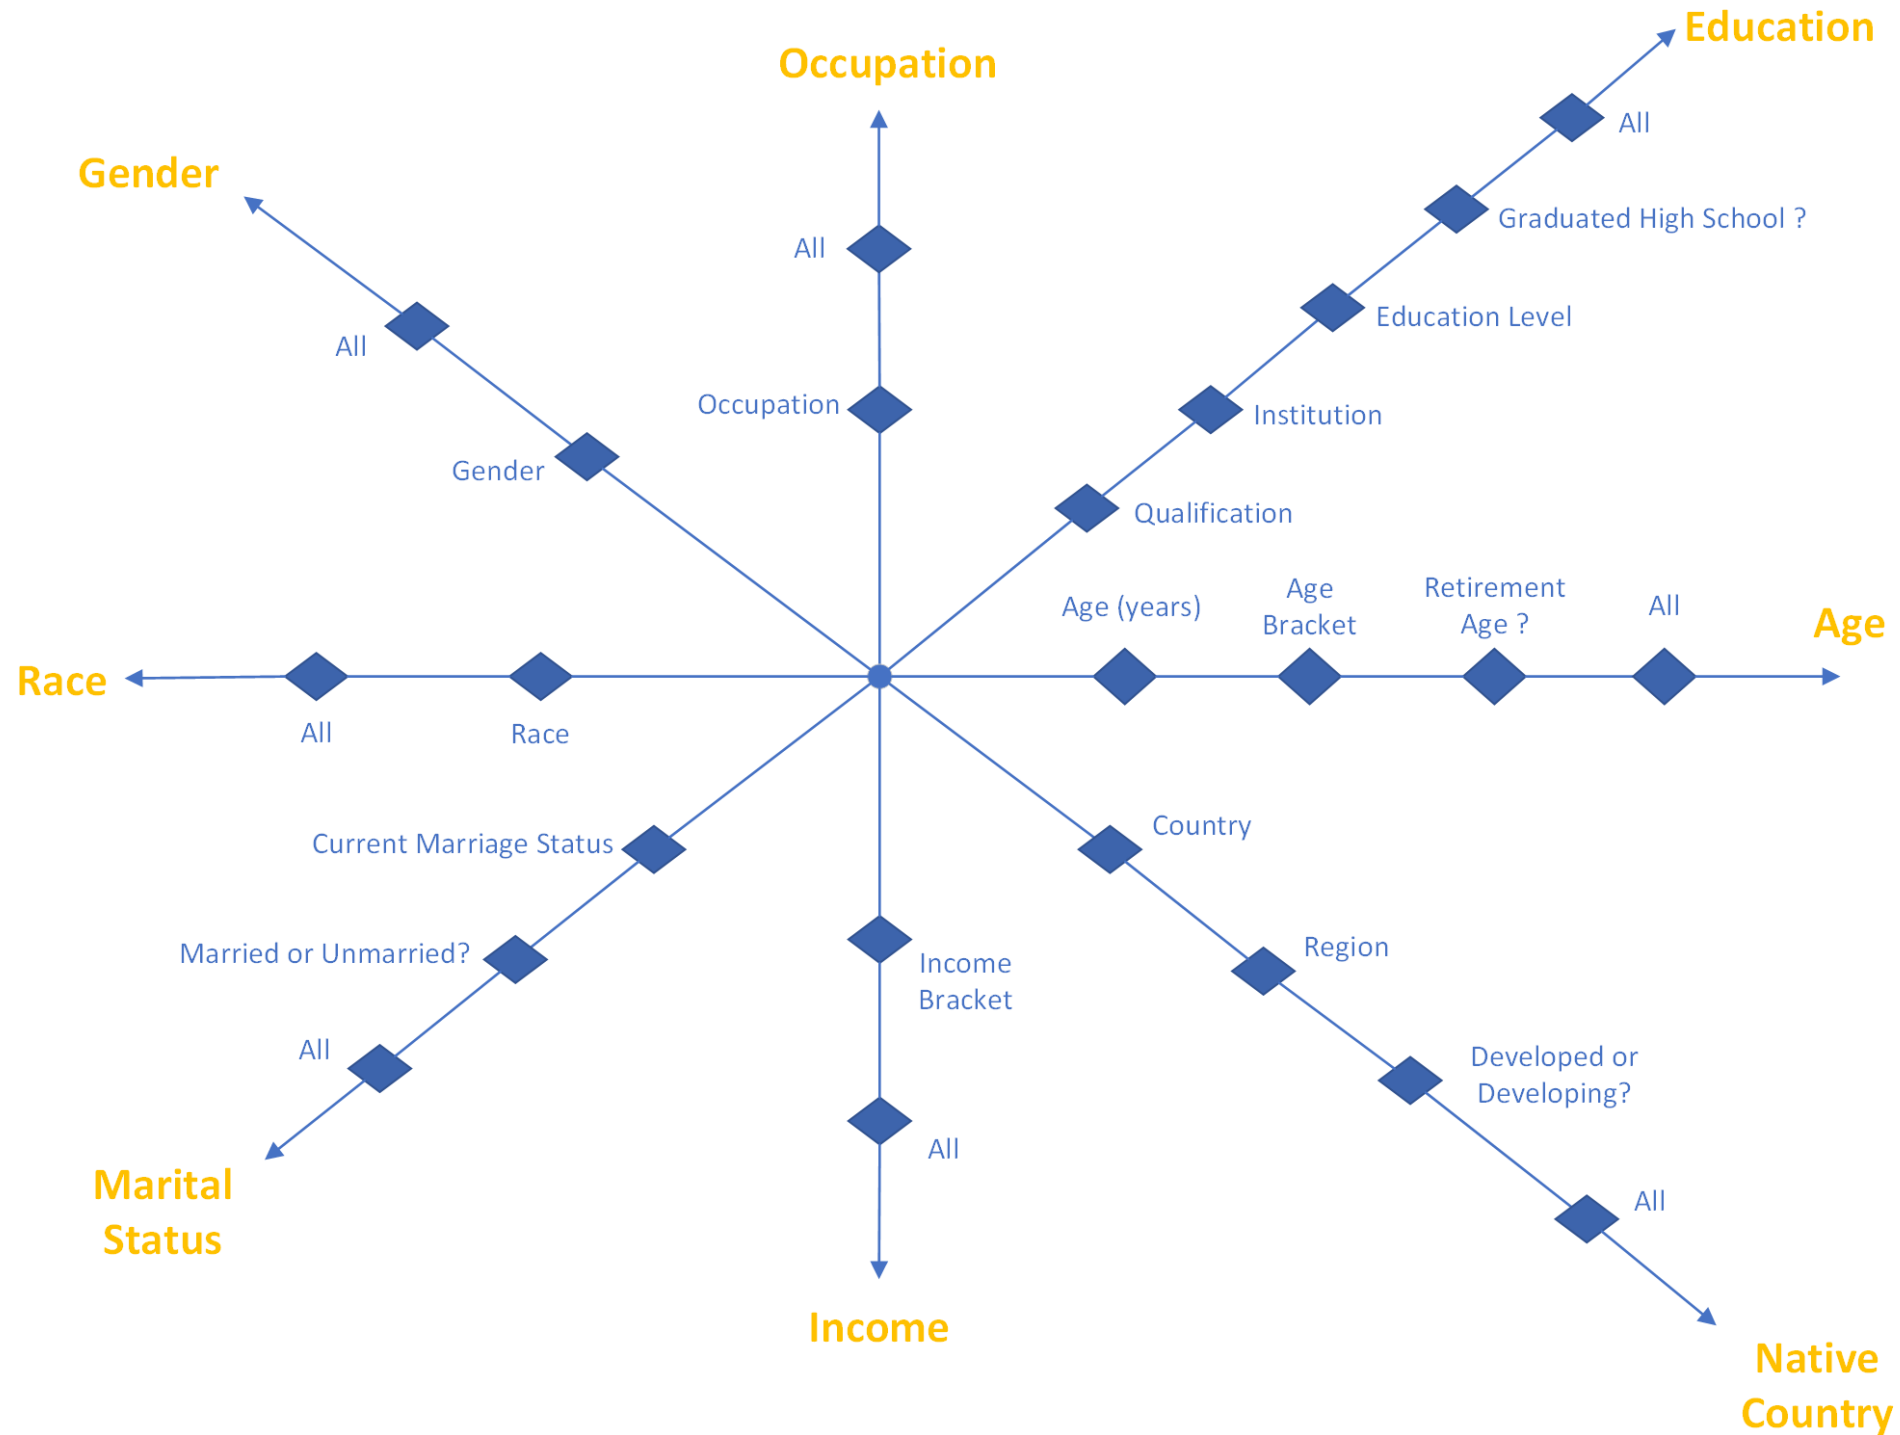 Education
Occupation
All
Gender
Graduated High School ?
All
Education Level
All
Occupation
Institution
Gender
Qualification
Age (years)
Age
Bracket
Retirement
Age ?
All
Age
Race
All
Race
Current Marriage Status
Country
Married or Unmarried?
Region
Income
Bracket
All
Developed or
Developing?
All
All
Marital
Status
Income
Native
Country